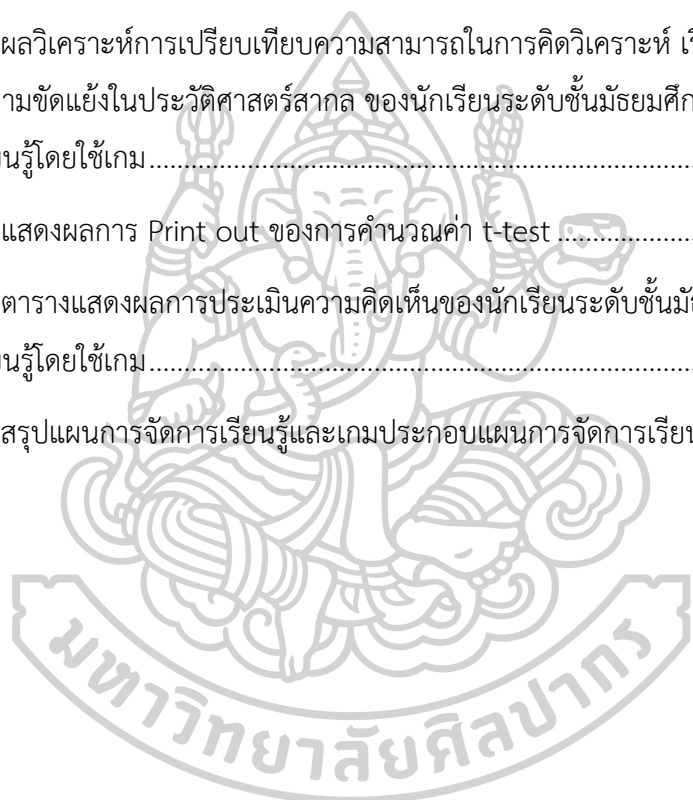 ผลวิเคราะห์การเปรียบเทียบความสามารถในการคิดวิเคราะห์
ามขัดแย้งในประวัติศาสตร์สากล ของนักเรียนระดับชั้นมัธยมศึก
นรู้โดยใช้เกม.......................................................................
แสดงผลการ Print out ของการคำนวณค่า t-test ....................
ตารางแสดงผลการประเมินความคิดเห็นของนักเรียนระดับชั้นมัธ
นรู้โดยใช้เกม.......................................................................
สรุปแผนการจัดการเรียนรู้และเกมประกอบแผนการจัดการเรียน
มหาวิทยาลัยศิลปากร